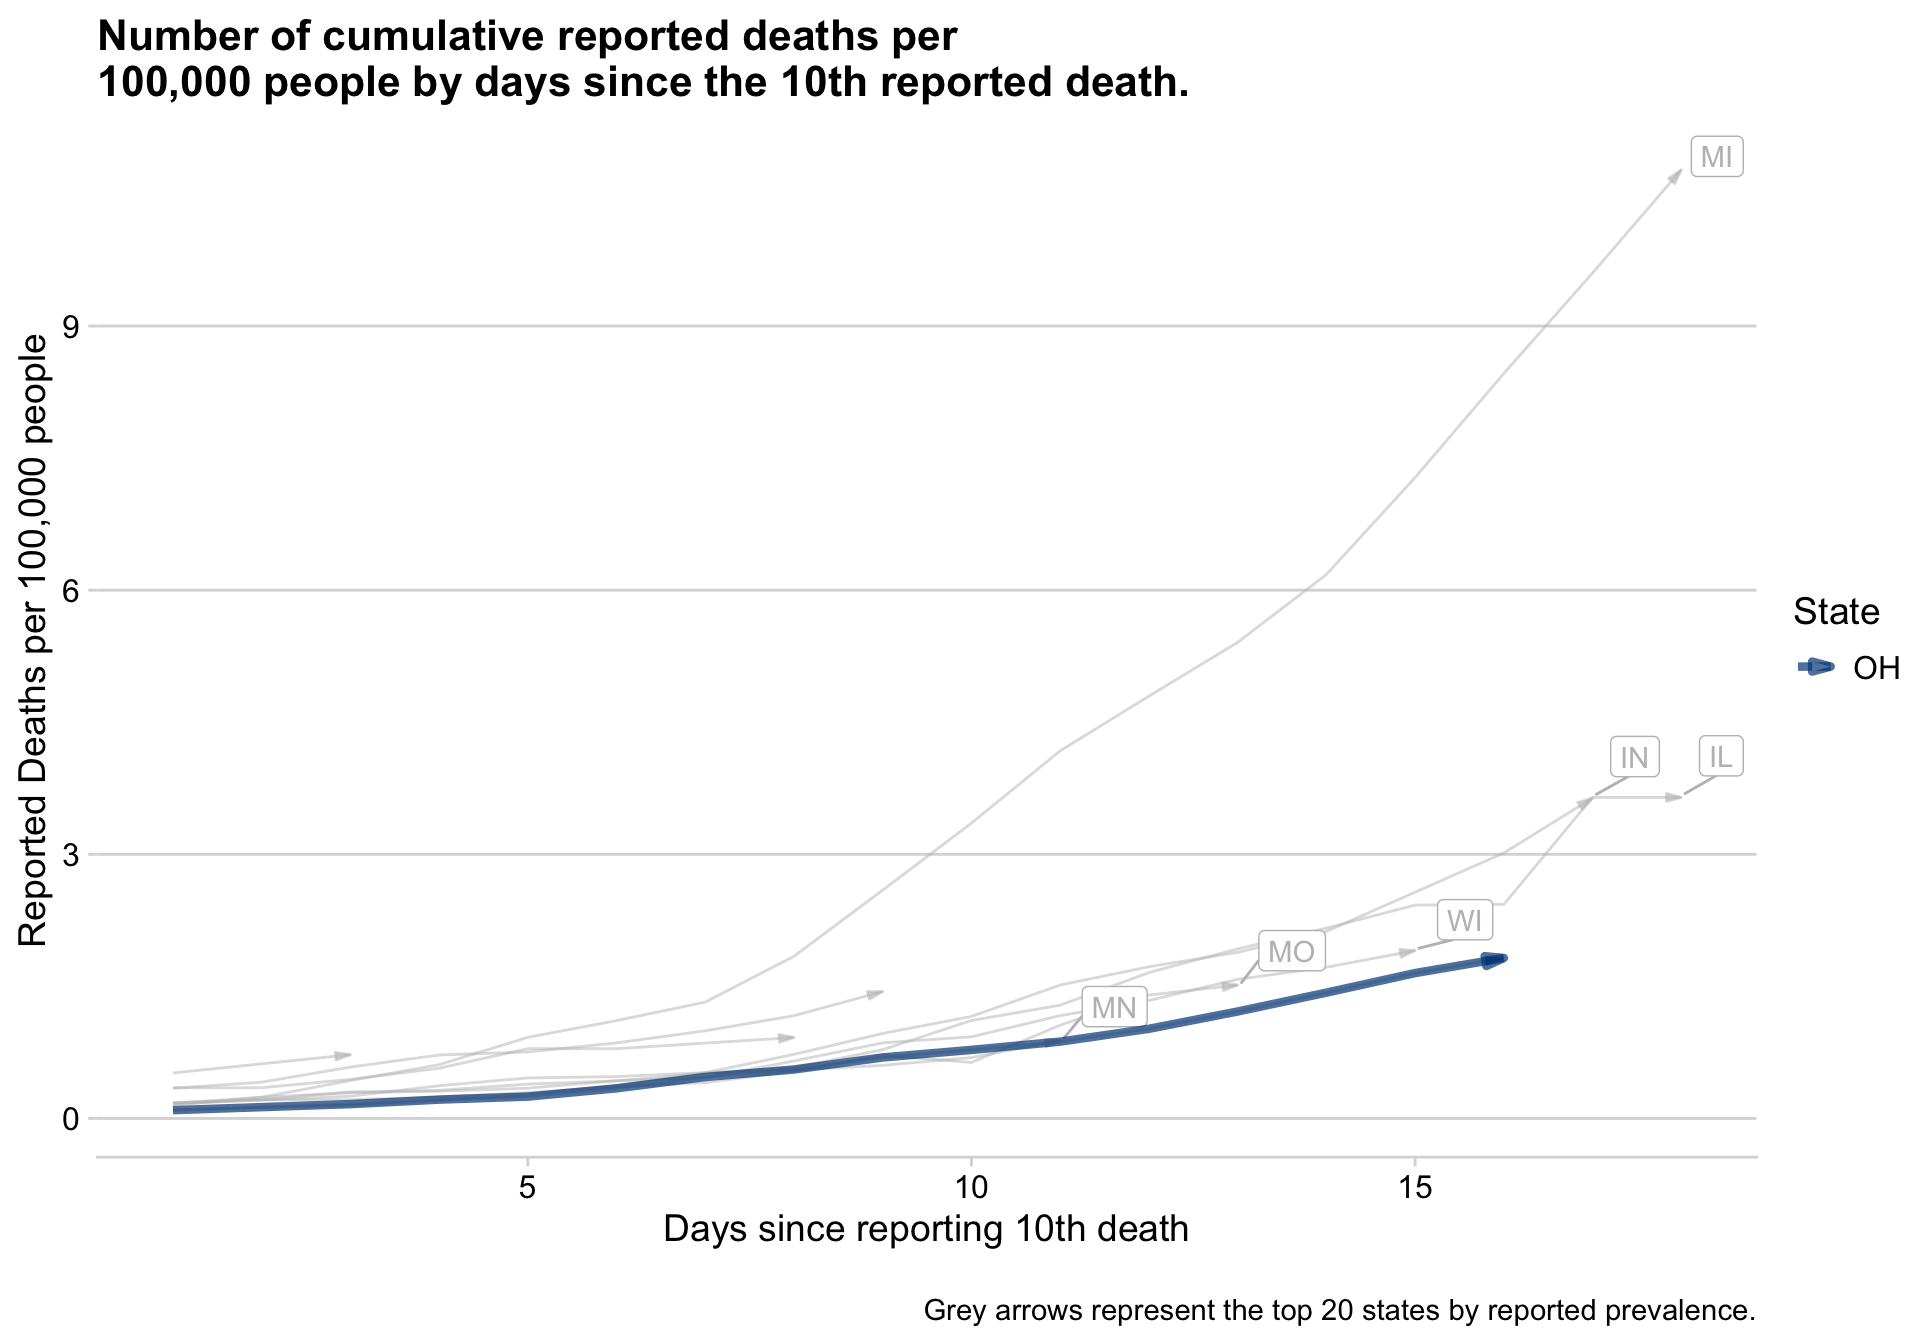 Number of cumulative reported deaths per
100,000 people by days since the 10th reported death.
Reported Deaths per 100,000 people
9
6
3
0
MI
IN
IL
WI
MO
MN
State
OH
5
10
15
Days since reporting 10th death
Grey arrows represent the top 20 states by reported prevalence.